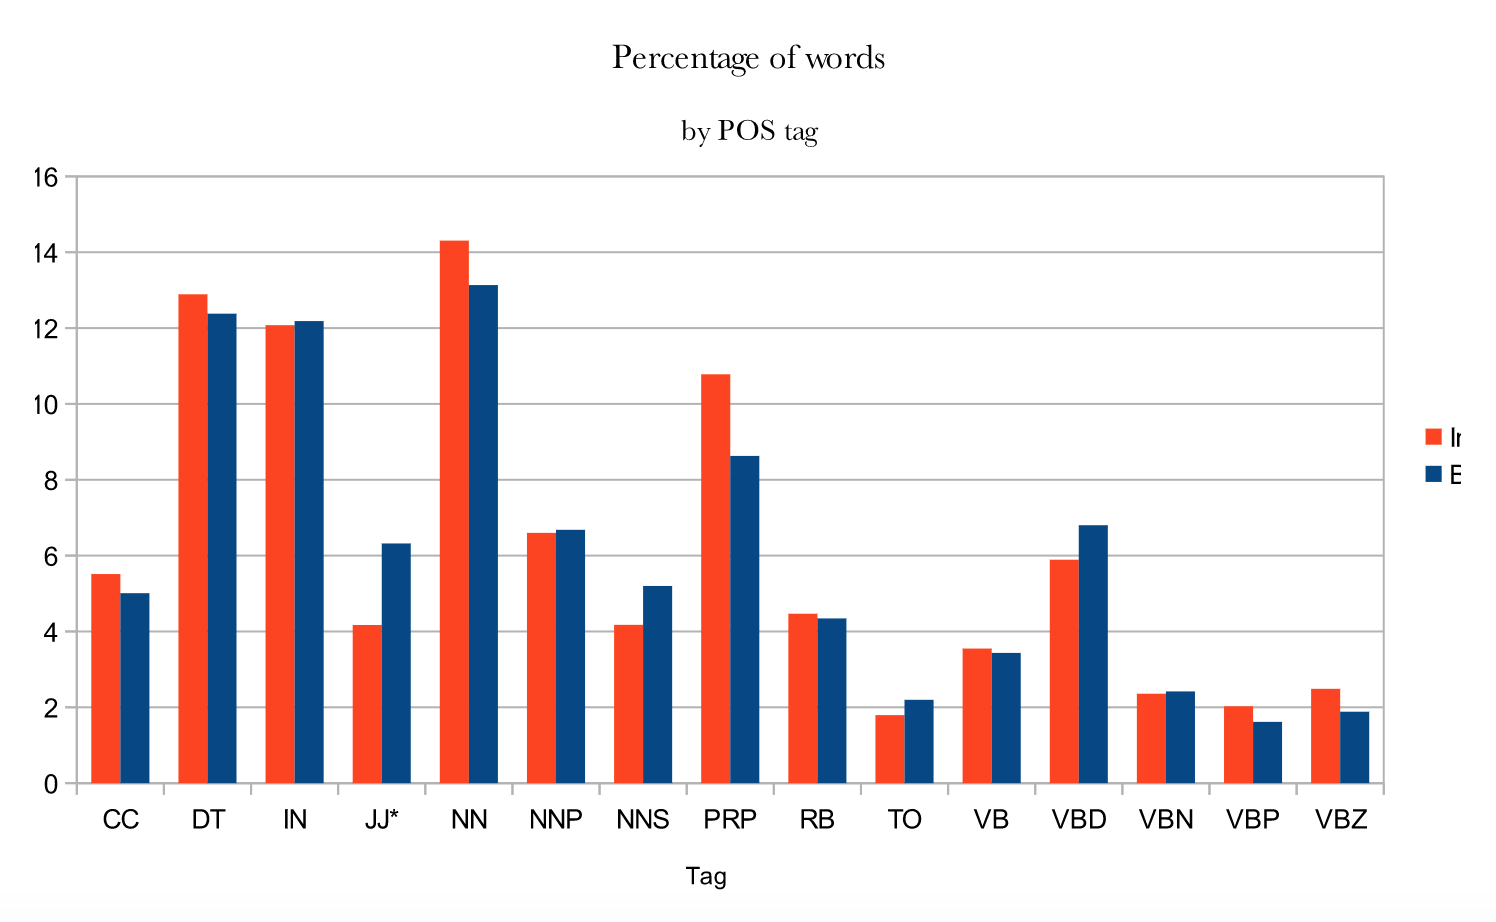 Percentage of words
by POS tag
16
14
12
10
8
6
4
2
0
CC DT IN JJ* NN NNP NNS PRP RB TO VB VBD VBN VBP VBZ
Tag